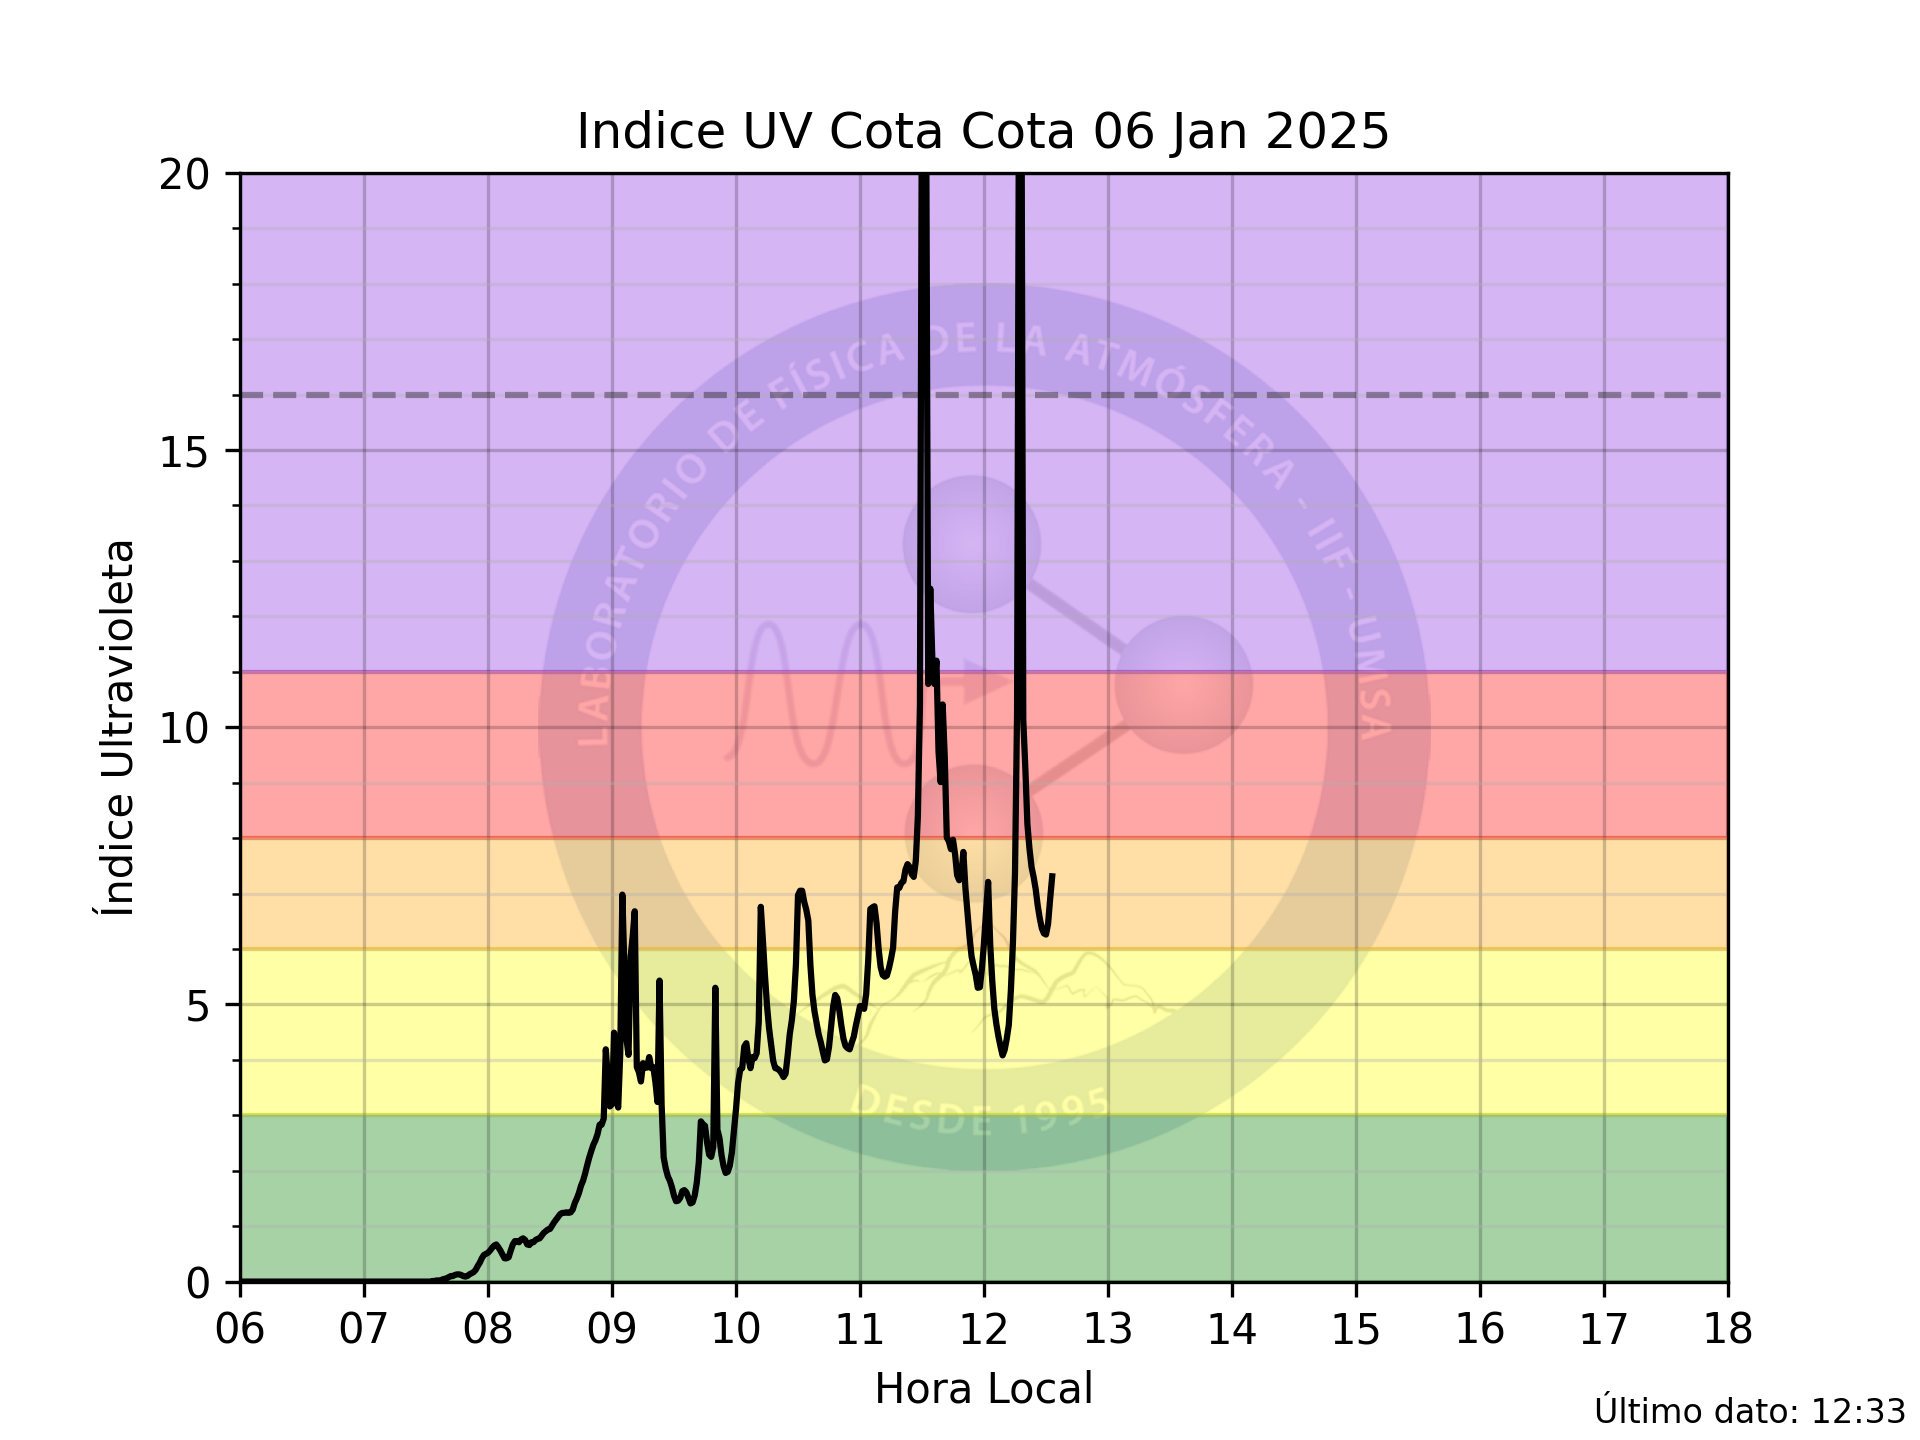 Indice UV Cota Cota 06 Jan 2025
20
15
10
5
0
Índice Ultravioleta
LABORATORIO DE FÍSICA DE LA ATMÓSFERA - IIF - UMSA
DESDE 1995
06 07 08 09 10 11 12 13 14 15 16 17 18
Hora Local
Último dato: 12:33